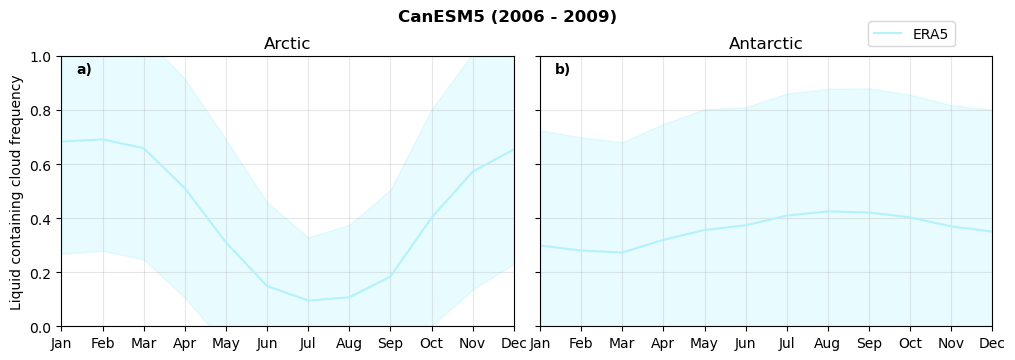 CanESM5 (2006 - 2009)
ERA5
Arctic
Antarctic
a)
b)
Liquid containing cloud frequency
1.0
0.8
0.6
0.4
0.2
0.0
Jan Feb Mar Apr May Jun Jul Aug Sep Oct Nov Dec
Jan Feb Mar Apr May Jun Jul Aug Sep Oct Nov Dec